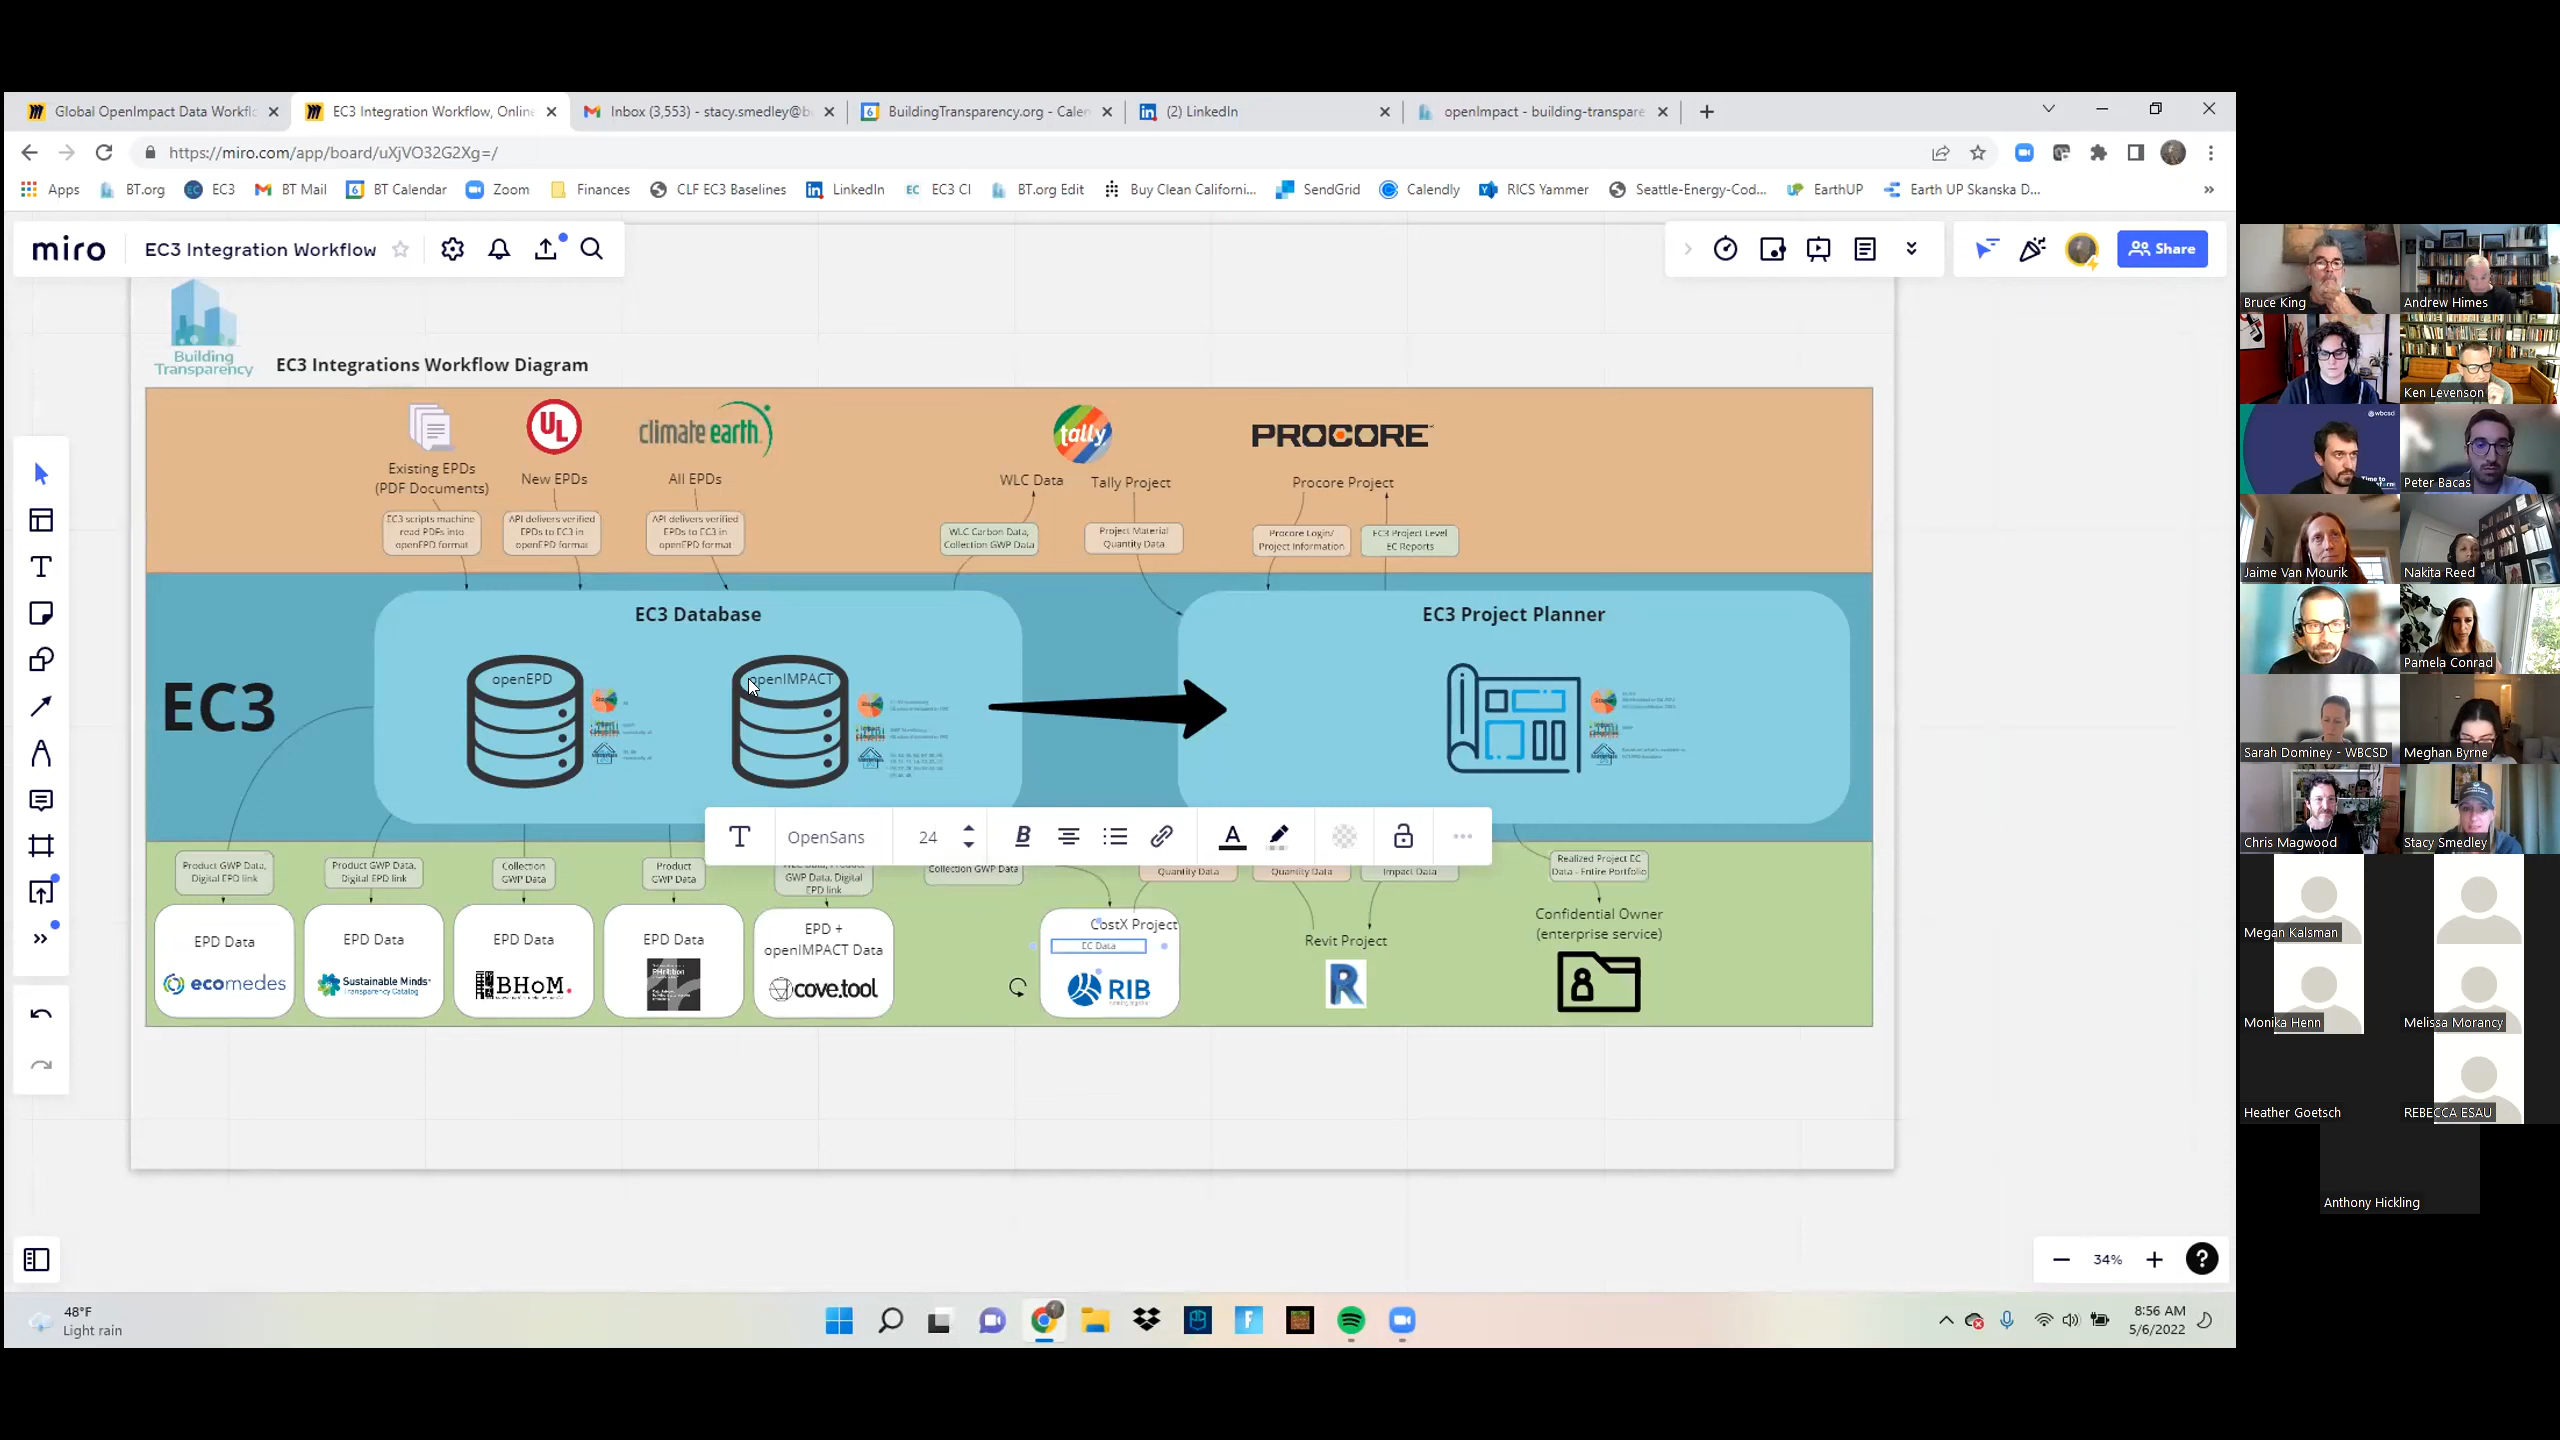 Global OpenImpact Data Workflc
EC3 Integration Workflow, Online
Inbox (3,553) - stacy.smedley@b
BuildingTransparency.org - Calen
(2) LinkedIn
openImpact - building-transpare
https://miro.com/app/board/uXjVO32G2Xg=/
Apps
BT.org
EC3
BT Mail
BT Calendar
Zoom
Finances
CLF EC3 Baselines
LinkedIn
EC3 CI
BT.org Edit
Buy Clean Californi...
SendGrid
Calendly
RICS Yammer
Seattle-Energy-Cod...
EarthUP
Earth UP Skanska D...
miro
EC3 Integration Workflow
Share
Building
Transparency
EC3 Integrations Workflow Diagram
Existing EPDs
(PDF Documents)
UL
New EPDs
climate earth
All EPDs
tally
WLC Data
Tally Project
PROCORE
Procore Project
EC3 scripts machine
read PDFs into
openEPD format
API delivers verified
EPDs to EC3 in
openEPD format
API delivers verified
EPDs to EC3 in
openEPD format
WLC Carbon Data,
Collection GWP Data
Project Material
Quantity Data
Procore Login/
Project Information
EC3 Project Level
EC Reports
EC3
EC3 Database
openEPD
openIMPACT
EC3 Project Planner
OpenSans
24
Product GWP Data,
Digital EPD link
Product GWP Data,
Digital EPD link
Collection
GWP Data
Product
GWP Data
GWP Data, Digital
EPD link
Collection GWP Data
Quantity Data
Quantity Data
Impact Data
Realized Project EC
Data - Entire Portfolio
EPD Data
ecomedes
EPD Data
Sustainable Minds
Transparency Catalog
EPD Data
BHoM.
EPD Data
PHribbon
EPD +
openIMPACT Data
cove.tool
CostX Project
EC Data
RIB
Revit Project
R
Confidential Owner
(enterprise service)
34%
48°F
Light rain
8:56 AM
5/6/2022
Bruce King
Andrew Himes
Ken Levenson
wbcsd
Peter Bacas
Jaime Van Mourik
Nakita Reed
Pamela Conrad
Sarah Dominey - WBCSD
Meghan Byrne
Chris Magwood
Stacy Smedley
Megan Kalsman
Monika Henn
Melissa Morancy
Heather Goetsch
REBECCA ESAU
Anthony Hickling